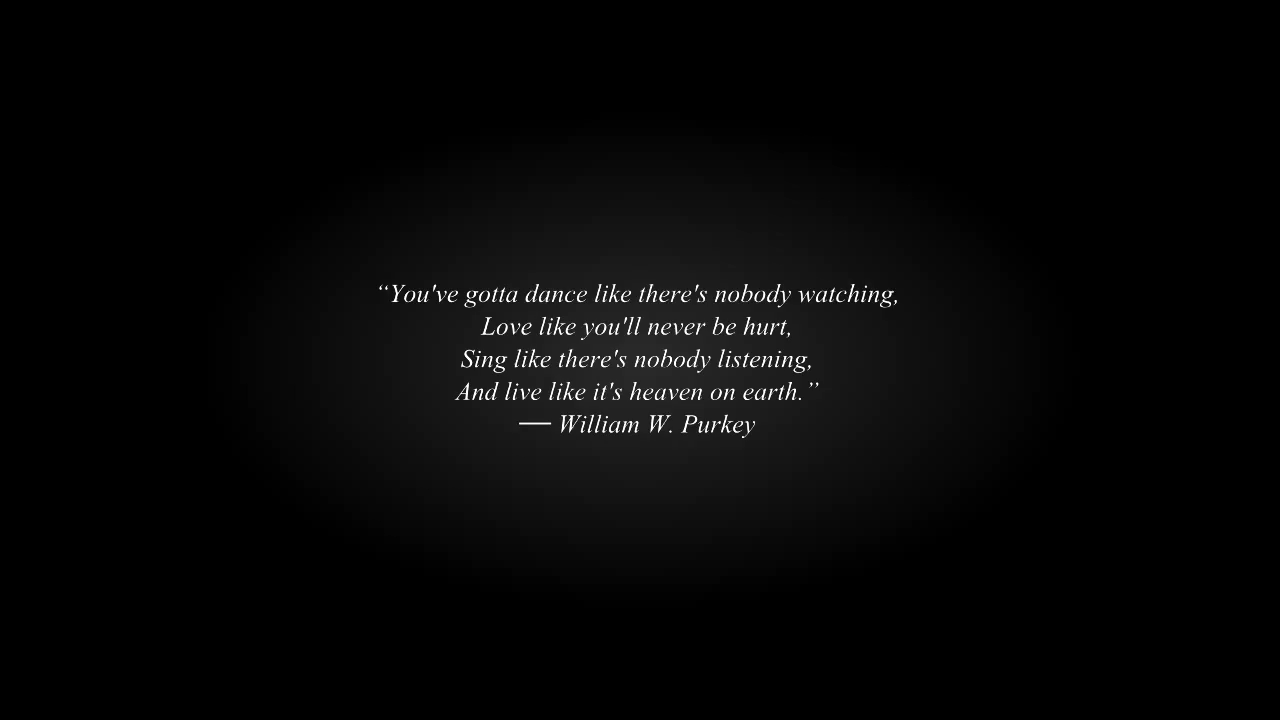 “You've gotta dance like there's nobody watching,
Love like you'll never be hurt,
Sing like there's nobody listening,
And live like it's heaven on earth.”
― William W. Purkey